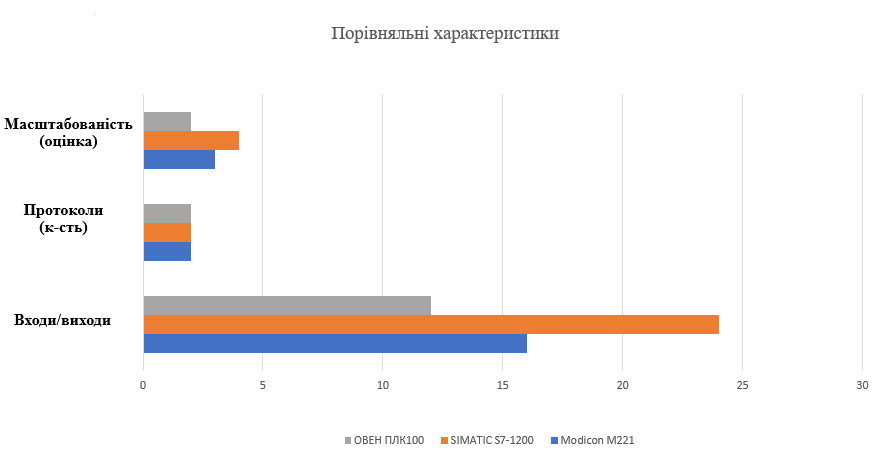 Порівняльні характеристики
Масштабованість
(оцінка)
Протоколи
(к-сть)
Входи/виходи
0 5 10 15 20 25 30
ОВЕН ПЛК100 SIMATIC S7-1200 Modicon M221